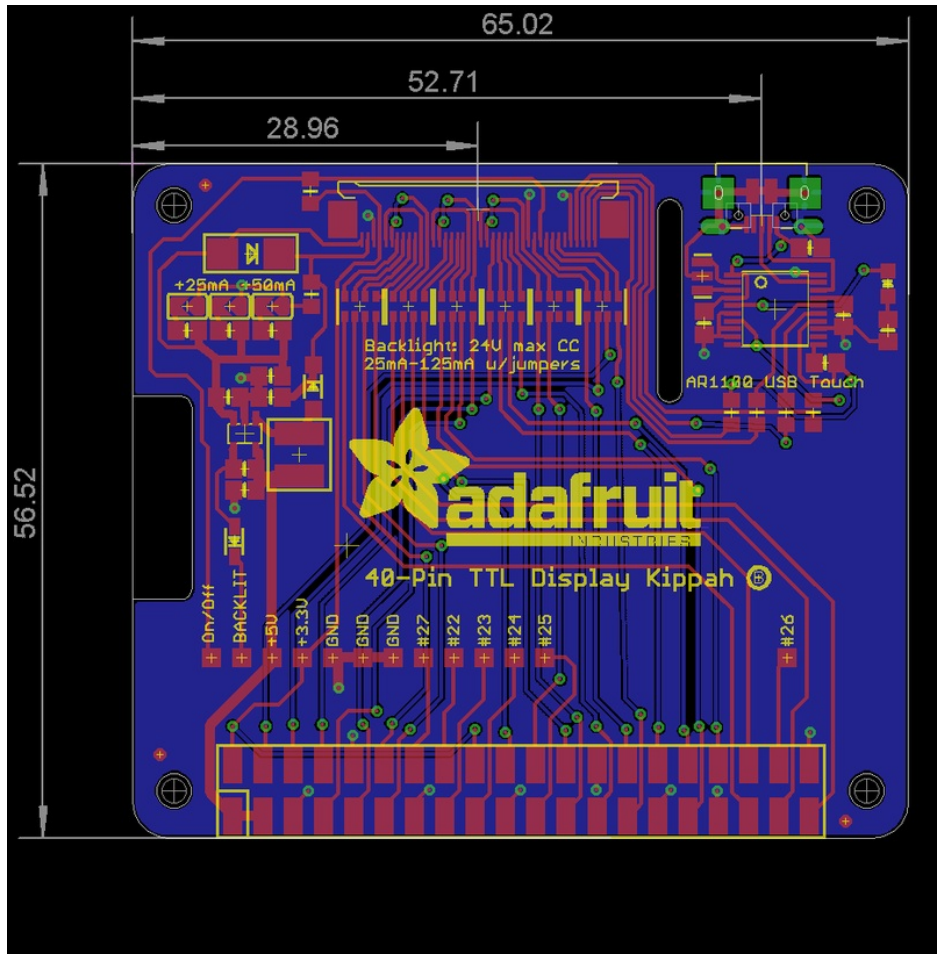 65.02
52.71
28.96
56.52
+25mA +50mA
Backlight: 24V max CC
25mA-125mA w/jumpers
AR1100 USB Touch
adafruit
INDUSTRIES
40-Pin TTL Display Kippah
On/Off
BACKLIT
+5V
+3.3V
GND
GND
GND
#27
#22
#23
#24
#25
#26